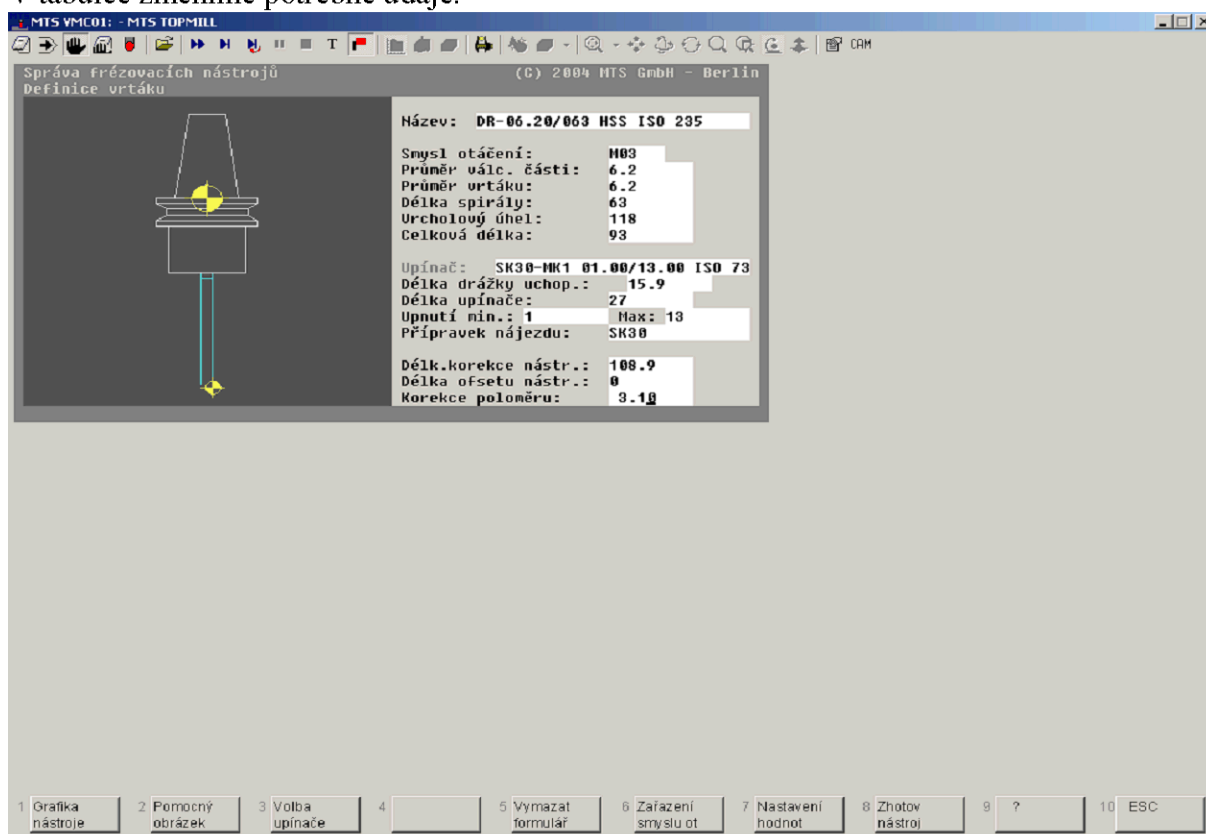 V tabulce změníme potřebné údaje.
MTS VMC01: - MTS TOPMILL
T CAM
Správa frézovacích nástrojů (C) 2004 MTS GmbH - Berlin
Definice vrtáku
Název: DR-06.20/063 HSS ISO 235
Smysl otáčení: M03
Průměr válc. části: 6.2
Průměr vrtáku: 6.2
Délka spirály: 63
Vrcholový úhel: 118
Celková délka: 93
Upínač: SK30-MK1 01.00/13.00 ISO 73
Délka drážky uchop.: 15.9
Délka upínače: 27
Upnutí min.: 1 Max: 13
Přípravek nájezdu: SK30
Délk.korekce nástr.: 108.9
Délka ofsetu nástr.: 0
Korekce poloměru: 3.10
1 Grafika nástroje 2 Pomocný obrázek 3 Volba upínače 4 5 Vymazat formulář 6 Zařazení smyslu ot 7 Nastavení hodnot 8 Zhotov nástroj 9 ? 10 ESC